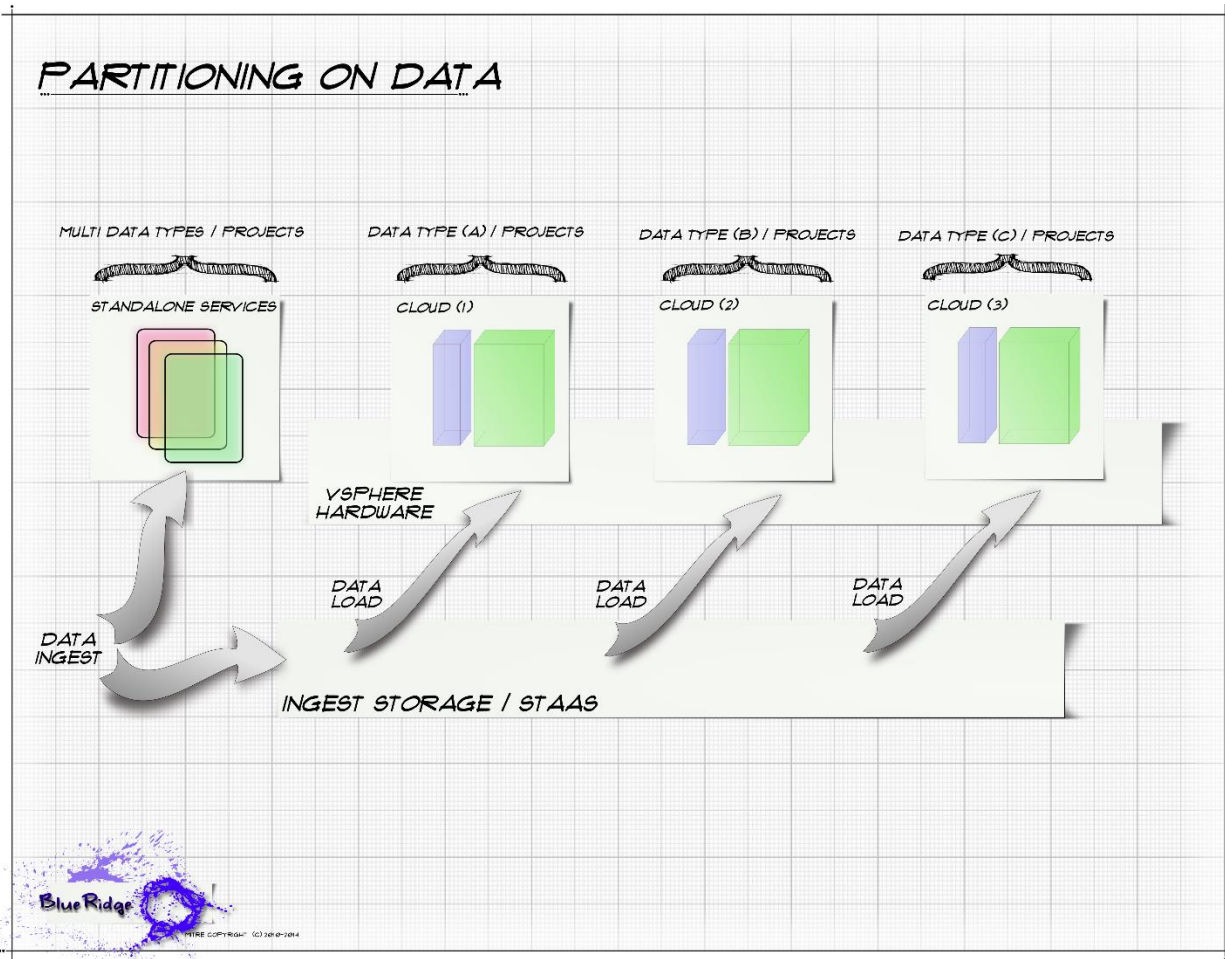 PARTITIONING ON DATA
MULTI DATA TYPES / PROJECTS
DATA TYPE (A) / PROJECTS
DATA TYPE (B) / PROJECTS
DATA TYPE (C) / PROJECTS
STANDALONE SERVICES
CLOUD (1)
CLOUD (2)
CLOUD (3)
VSPHERE
HARDWARE
DATA
LOAD
DATA
LOAD
DATA
LOAD
DATA
INGEST
INGEST STORAGE / STAAS
BlueRidge
MITRE COPYRIGHT (C) 2010-2014